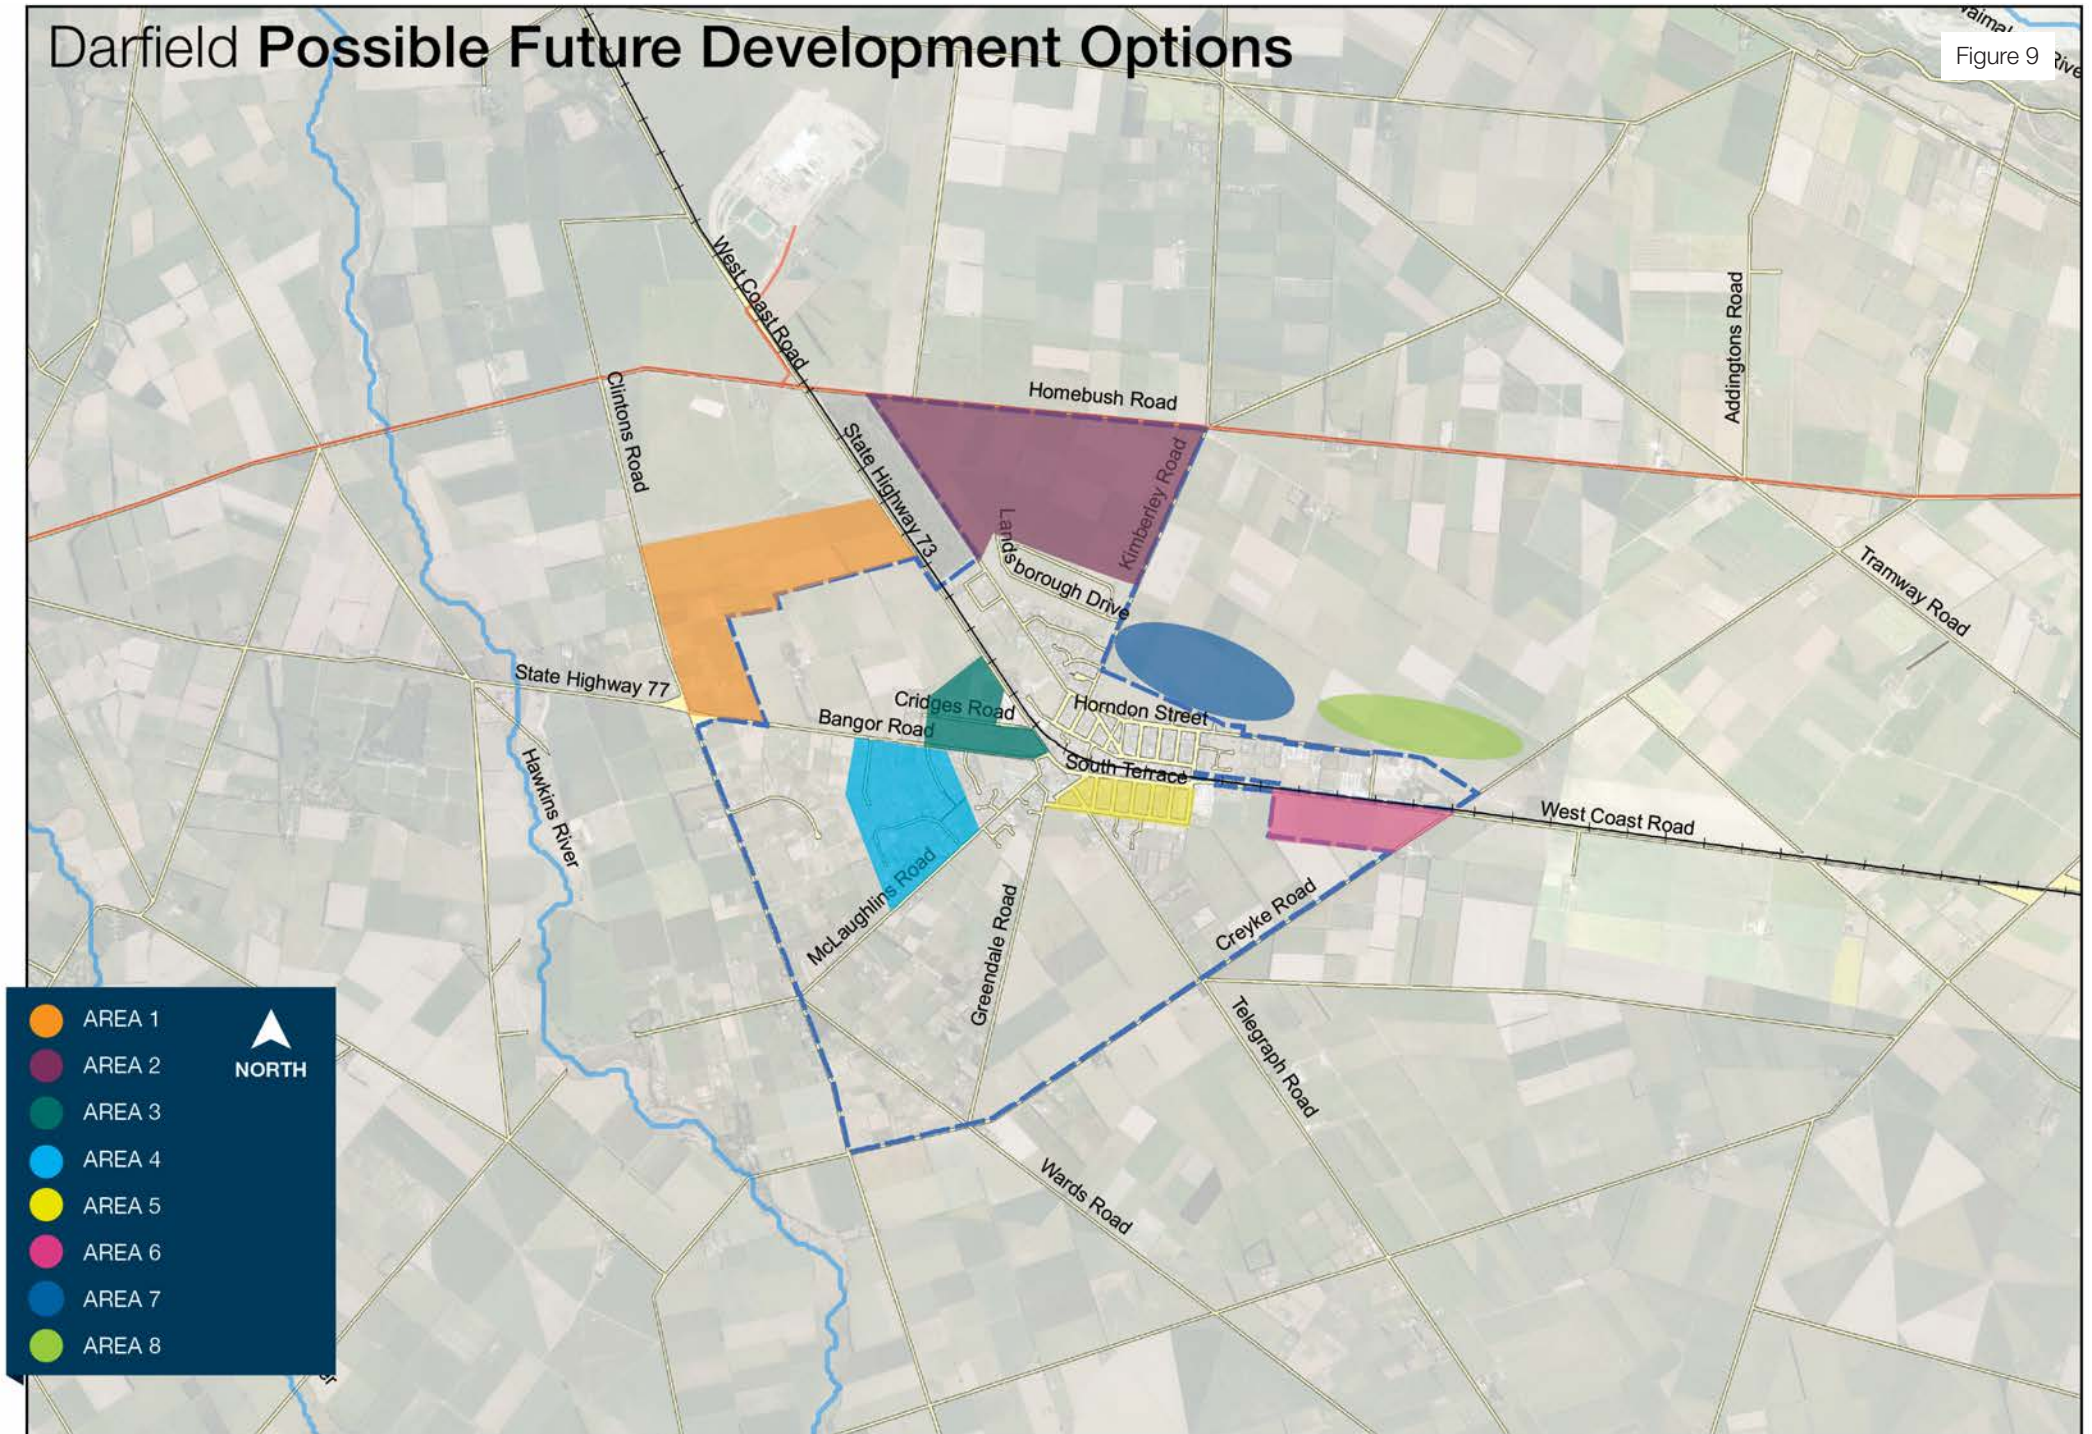 Darfield Possible Future Development Options
Figure 9
River
West Coast Road
Homebush Road
Addingtons Road
Clintons Road
State Highway 73
Kimberley Road
Landsborough Drive
Tramway Road
State Highway 77
Cridges Road
Horndon Street
Bangor Road
South Terrace
Hawkins River
West Coast Road
McLaughlins Road
Greendale Road
Creyke Road
Telegraph Road
Wards Road
AREA 1
AREA 2
AREA 3
AREA 4
AREA 5
AREA 6
AREA 7
AREA 8
NORTH